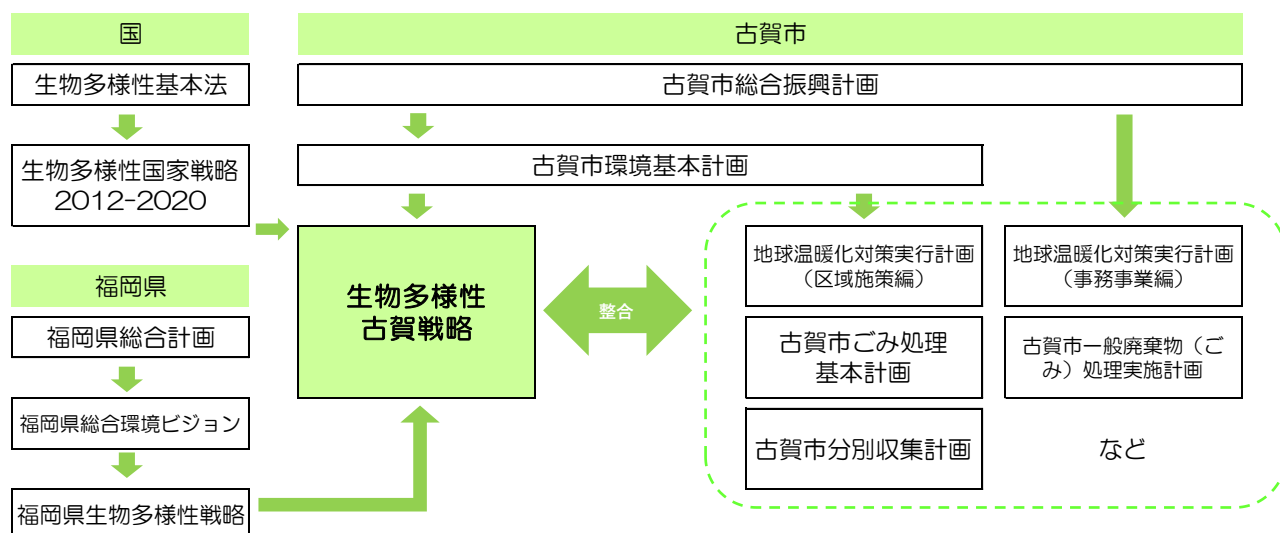 国
生物多様性基本法
生物多様性国家戦略
2012-2020
福岡県
福岡県総合計画
福岡県総合環境ビジョン
福岡県生物多様性戦略
古賀市
古賀市総合振興計画
古賀市環境基本計画
生物多様性
古賀戦略
整合
地球温暖化対策実行計画
（区域施策編）
古賀市ごみ処理
基本計画
古賀市分別収集計画
地球温暖化対策実行計画
（事務事業編）
古賀市一般廃棄物（ご
み）処理実施計画
など